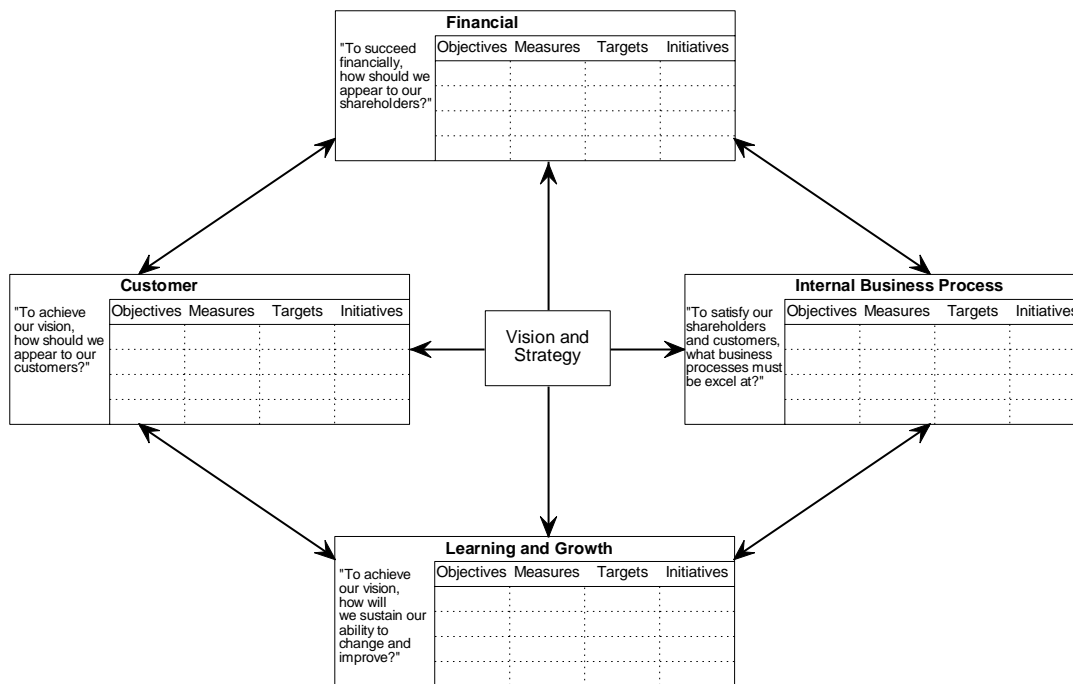 Financial
"To succeed
financially,
how should we
appear to our
shareholders?"
Objectives Measures Targets Initiatives
Customer
"To achieve
our vision,
how should we
appear to our
customers?"
Objectives Measures Targets Initiatives
Vision and
Strategy
Internal Business Process
"To satisfy our
shareholders
and customers,
what business
processes must
be excel at?"
Objectives Measures Targets Initiatives
Learning and Growth
"To achieve
our vision,
how will
we sustain our
ability to
change and
improve?"
Objectives Measures Targets Initiatives